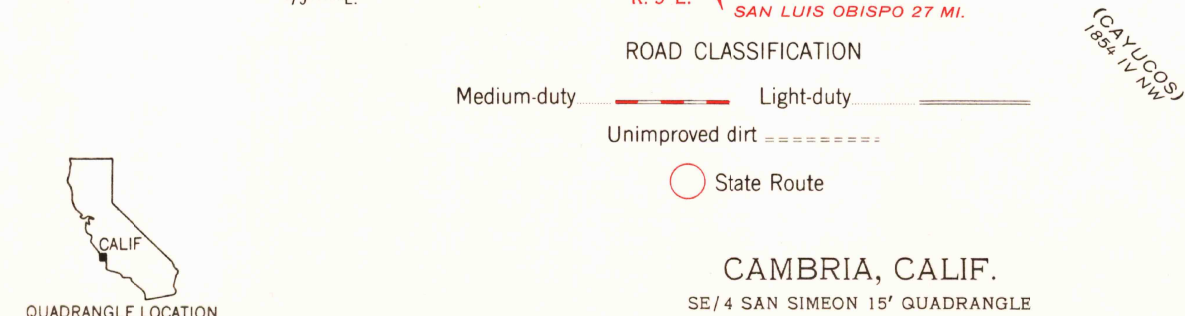 SAN LUIS OBISPO 27 MI.
(CAYUCOS)
1854 IV NW
ROAD CLASSIFICATION
Medium-duty Light-duty
Unimproved dirt
State Route
CALIF
QUADRANGLE LOCATION
CAMBRIA, CALIF.
SE/4 SAN SIMEON 15′ QUADRANGLE